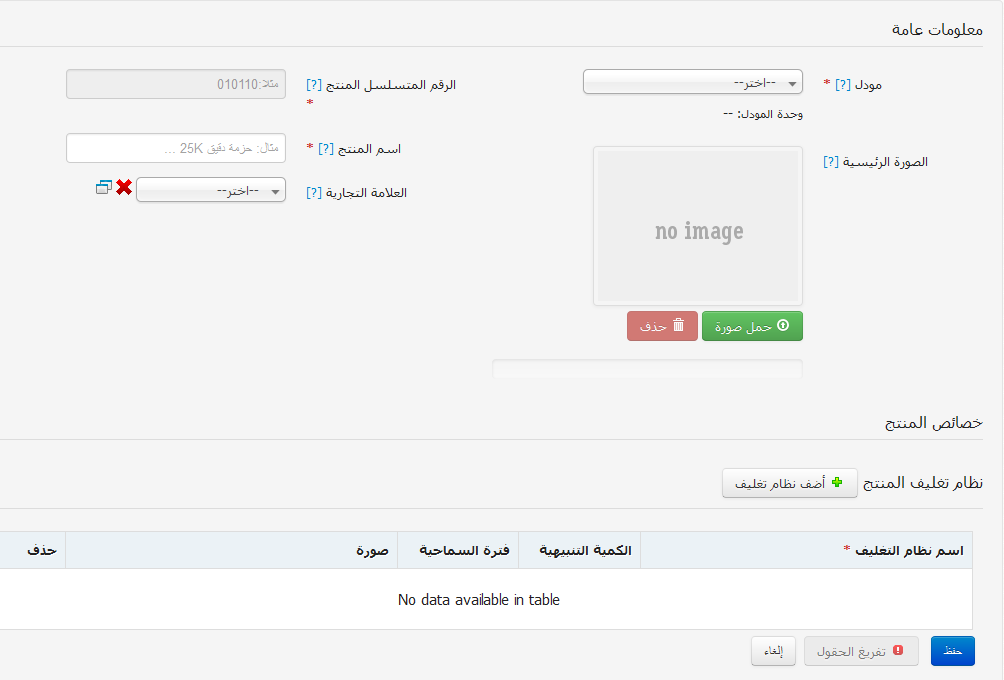 معلومات عامة
مودل [?] *
--اختر--
وحدة المودل: --
الصورة الرئيسية [?]
no image
حمل صورة
حذف
الرقم المتسلسل المنتج [?]
*
مثلا:010110
اسم المنتج [?] *
مثال: حزمة دقيق 25K ...
العلامة التجارية [?]
--اختر--
خصائص المنتج
نظام تغليف المنتج
أضف نظام تغليف
اسم نظام التغليف * الكمية التنبيهية فترة السماحية صورة حذف
No data available in table
حفظ تفريغ الحقول إلغاء